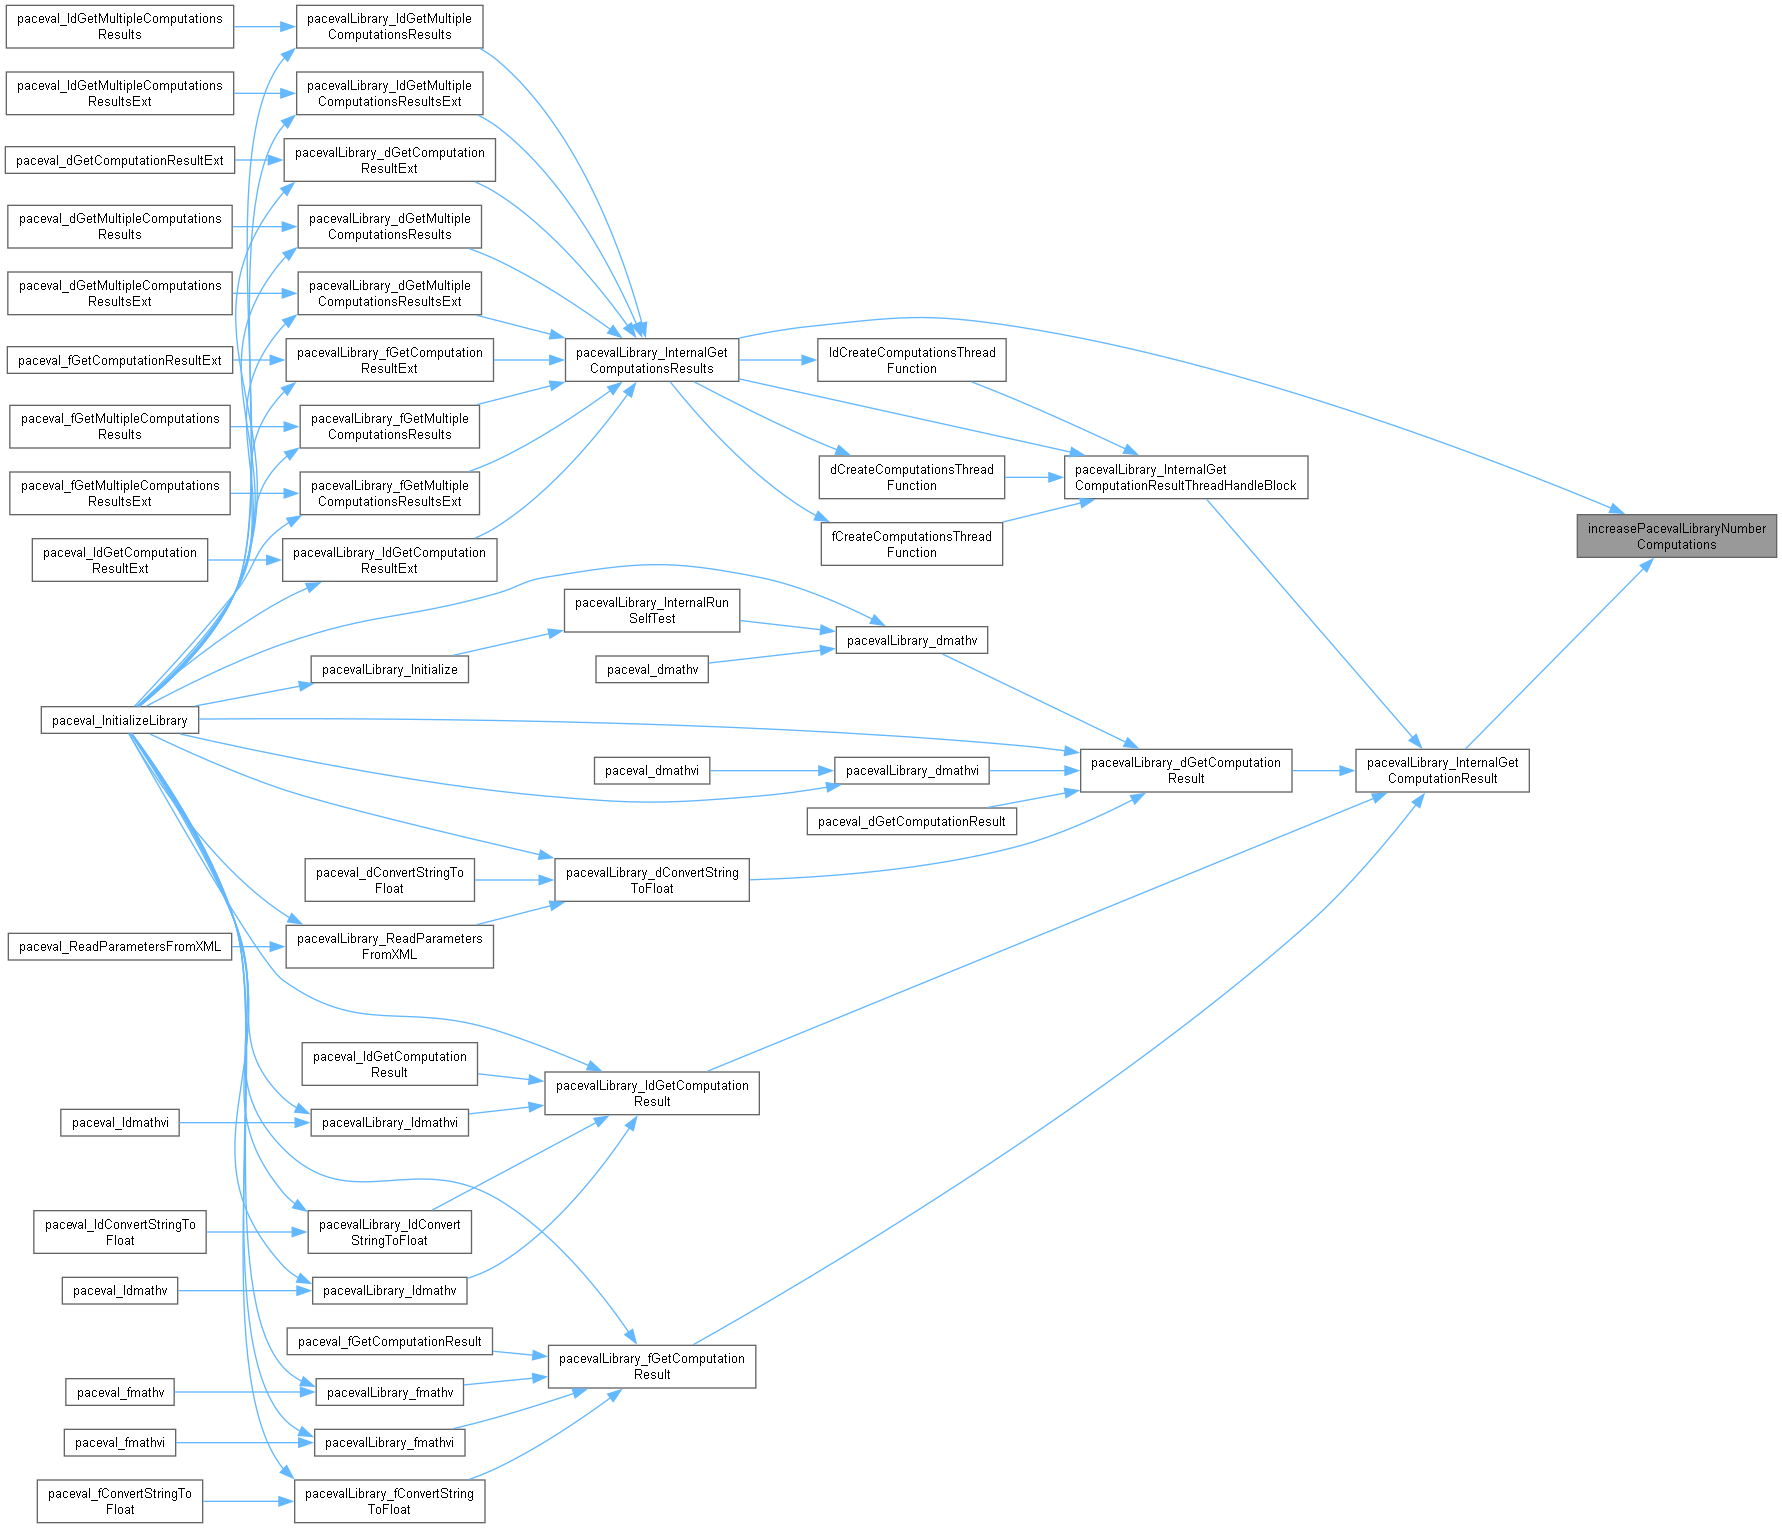 paceval_ldGetMultipleComputations
Results
paceval_ldGetMultipleComputations
ResultsExt
paceval_dGetComputationResultExt
paceval_dGetMultipleComputations
Results
paceval_dGetMultipleComputations
ResultsExt
paceval_fGetComputationResultExt
paceval_fGetMultipleComputations
Results
paceval_fGetMultipleComputations
ResultsExt
paceval_ldGetComputation
ResultExt
paceval_InitializeLibrary
paceval_ReadParametersFromXML
paceval_ldmathvi
paceval_ldConvertStringTo
Float
paceval_ldmathv
paceval_fmathv
paceval_fmathvi
paceval_fConvertStringTo
Float
pacevalLibrary_ldGetMultiple
ComputationsResults
pacevalLibrary_ldGetMultiple
ComputationsResultsExt
pacevalLibrary_dGetComputation
ResultExt
pacevalLibrary_dGetMultiple
ComputationsResults
pacevalLibrary_dGetMultiple
ComputationsResultsExt
pacevalLibrary_fGetComputation
ResultExt
pacevalLibrary_fGetMultiple
ComputationsResults
pacevalLibrary_fGetMultiple
ComputationsResultsExt
pacevalLibrary_ldGetComputation
ResultExt
pacevalLibrary_Initialize
paceval_dConvertStringTo
Float
pacevalLibrary_ReadParameters
FromXML
paceval_ldGetComputation
Result
pacevalLibrary_ldmathvi
pacevalLibrary_ldConvert
StringToFloat
pacevalLibrary_ldmathv
paceval_fGetComputationResult
pacevalLibrary_fmathv
pacevalLibrary_fmathvi
pacevalLibrary_fConvertString
ToFloat
pacevalLibrary_InternalGet
ComputationsResults
pacevalLibrary_InternalRun
SelfTest
paceval_dmathv
paceval_dmathvi
pacevalLibrary_dConvertString
ToFloat
pacevalLibrary_ldGetComputation
Result
pacevalLibrary_fGetComputation
Result
ldCreateComputationsThread
Function
dCreateComputationsThread
Function
fCreateComputationsThread
Function
pacevalLibrary_dmathv
pacevalLibrary_dmathvi
paceval_dGetComputationResult
pacevalLibrary_InternalGet
ComputationResultThreadHandleBlock
pacevalLibrary_dGetComputation
Result
pacevalLibrary_InternalGet
ComputationResult
increasePacevalLibraryNumber
Computations